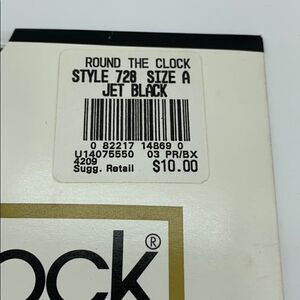 ROUND THE CLOCK
STYLE 728 SIZE A
JET BLACK
0 82217 14869 0
U14075550 03 PR/BX
4209
Sugg. Retail $10.00
ock®